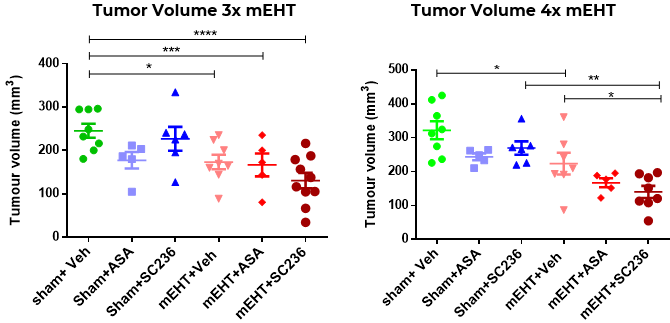 Tumor Volume 3x mEHT
****
***
*
Tumour volume (mm3)
400
300
200
100
0
sham+ Veh
Sham+ASA
Sham+SC236
mEHT+Veh
mEHT+ASA
mEHT+SC236
Tumor Volume 4x mEHT
*
**
*
Tumour volume (mm3)
500
400
300
200
100
0
sham+ Veh
Sham+ASA
Sham+SC236
mEHT+Veh
mEHT+ASA
mEHT+SC236